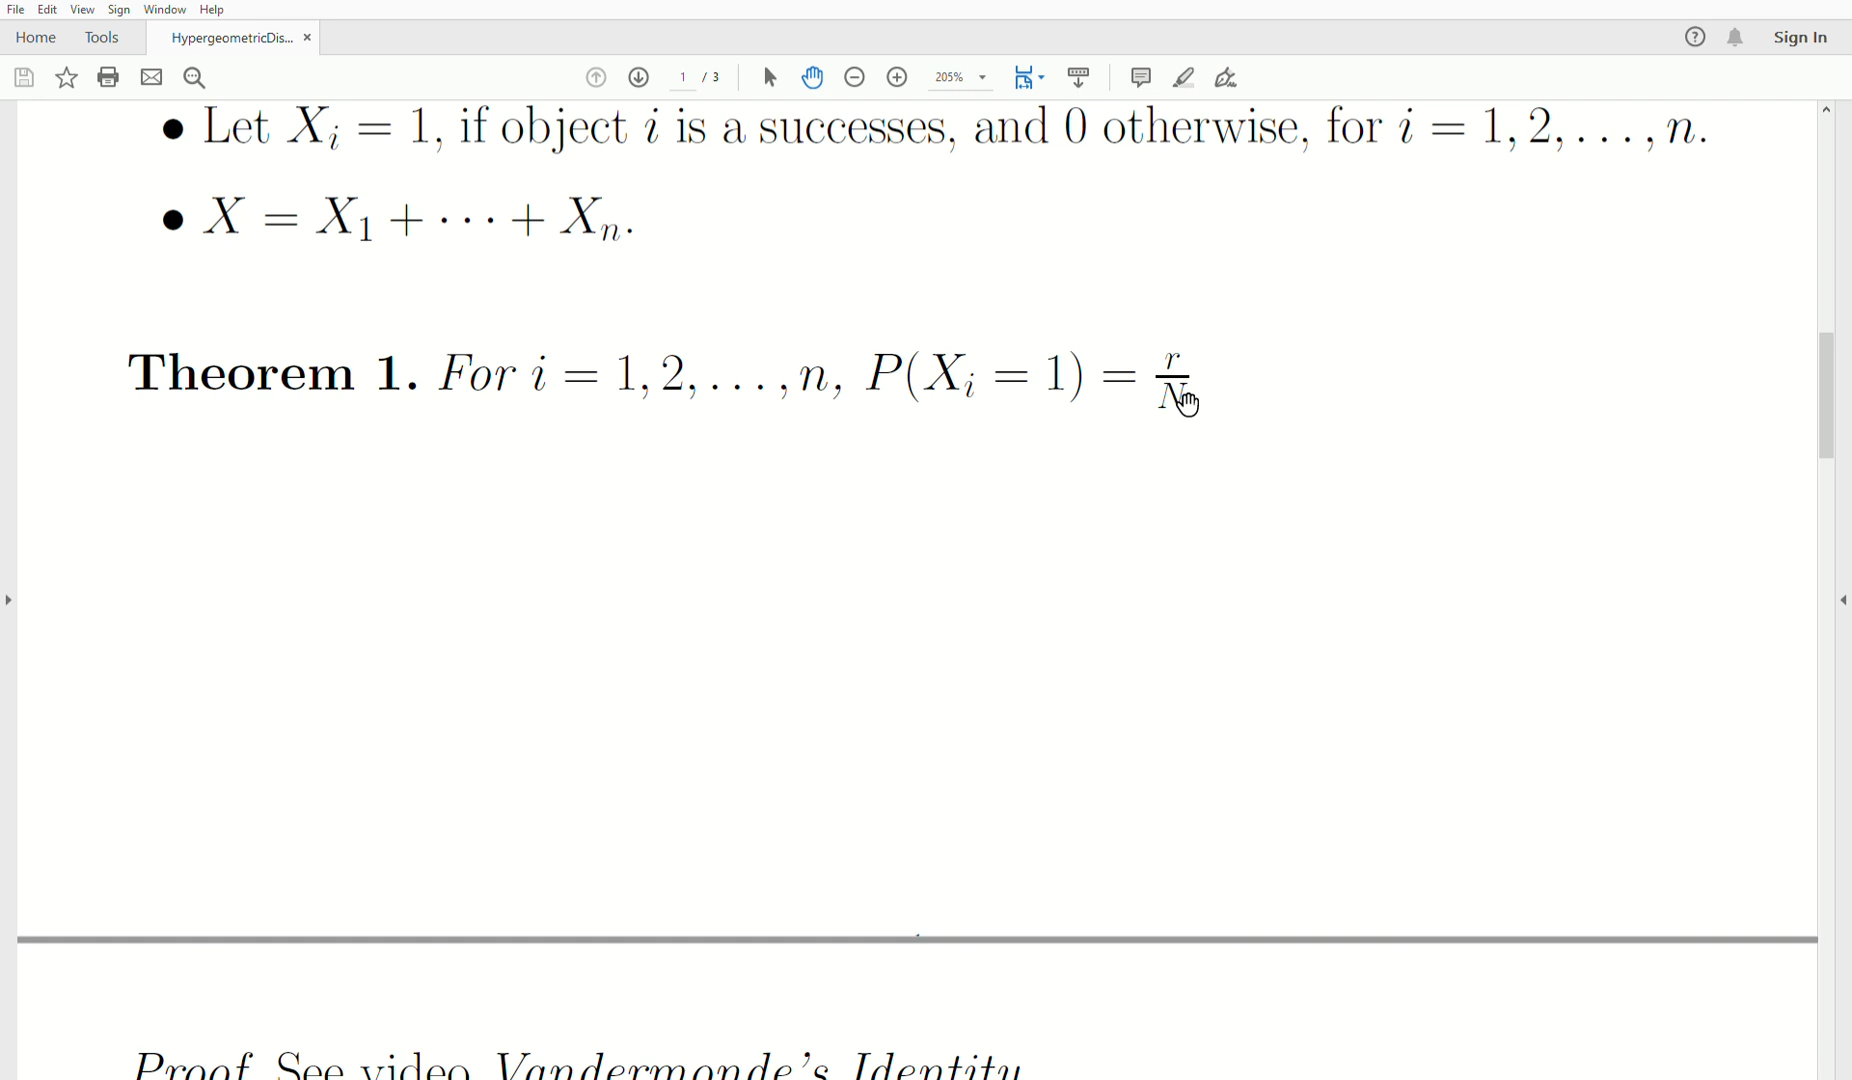 File Edit View Sign Window Help
Home Tools HypergeometricDis... × Sign In
1 / 3 205%
• Let X_i = 1, if object i is a successes, and 0 otherwise, for i = 1, 2, . . . , n.
• X = X_1 + · · · + X_n.
Theorem 1. For i = 1, 2, . . . , n, P(X_i = 1) = r/N
Proof. See video Vandermonde's Identity